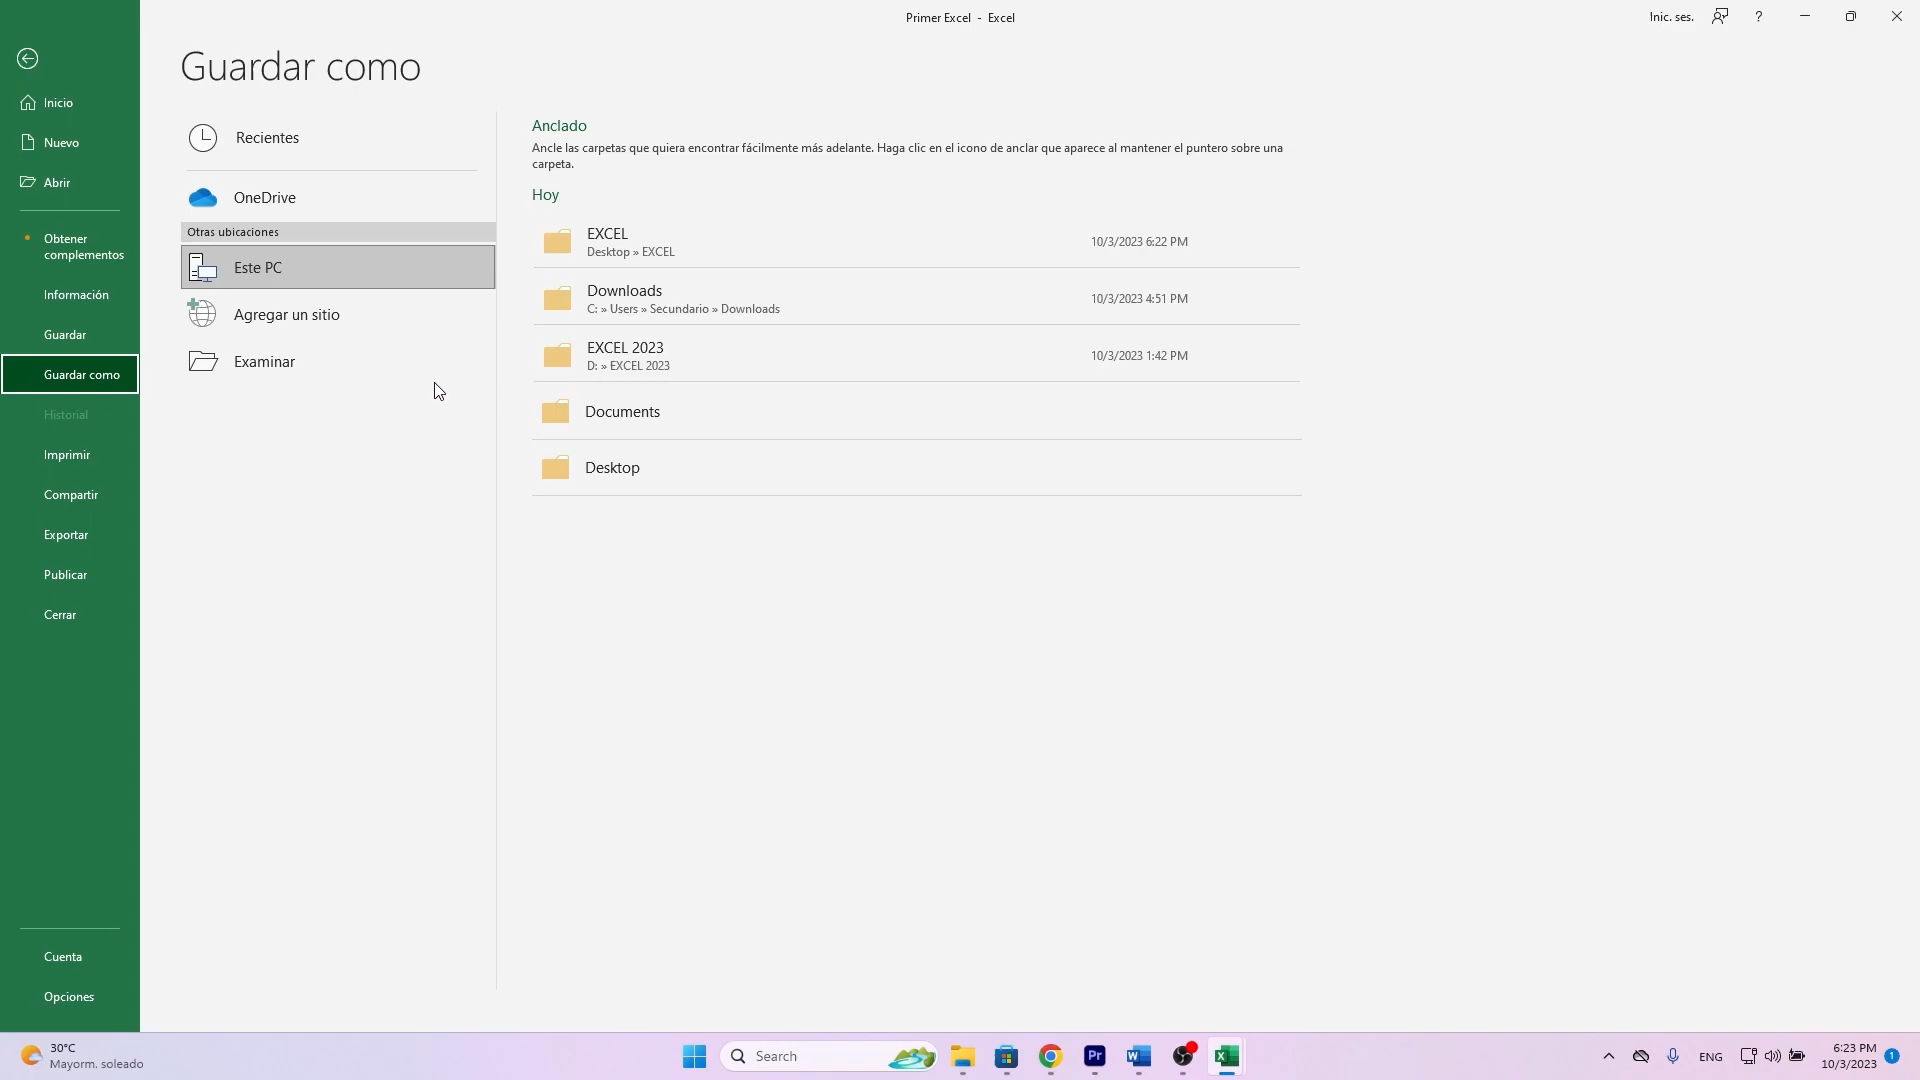 Primer Excel - Excel
Inic. ses.
?
Inicio
Nuevo
Abrir
Obtener
complementos
Información
Guardar
Guardar como
Historial
Imprimir
Compartir
Exportar
Publicar
Cerrar
Cuenta
Opciones
Guardar como
Recientes
OneDrive
Otras ubicaciones
Este PC
Agregar un sitio
Examinar
Anclado
Ancle las carpetas que quiera encontrar fácilmente más adelante. Haga clic en el icono de anclar que aparece al mantener el puntero sobre una
carpeta.
Hoy
EXCEL
Desktop » EXCEL
10/3/2023 6:22 PM
Downloads
C: » Users » Secundario » Downloads
10/3/2023 4:51 PM
EXCEL 2023
D: » EXCEL 2023
10/3/2023 1:42 PM
Documents
Desktop
30°C
Mayorm. soleado
Search
Pr
W
X
ENG
6:23 PM
10/3/2023
1